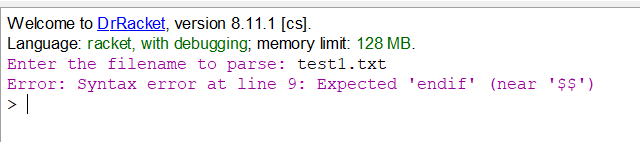 Welcome to DrRacket, version 8.11.1 [cs].
Language: racket, with debugging; memory limit: 128 MB.
Enter the filename to parse: test1.txt
Error: Syntax error at line 9: Expected 'endif' (near '$$')
>